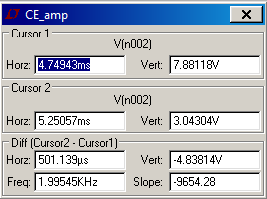 LT CE_amp
Cursor 1
V(n002)
Horz: 4.74943ms Vert: 7.88118V
Cursor 2
V(n002)
Horz: 5.25057ms Vert: 3.04304V
Diff (Cursor2 - Cursor1)
Horz: 501.139µs Vert: -4.83814V
Freq: 1.99545KHz Slope: -9654.28